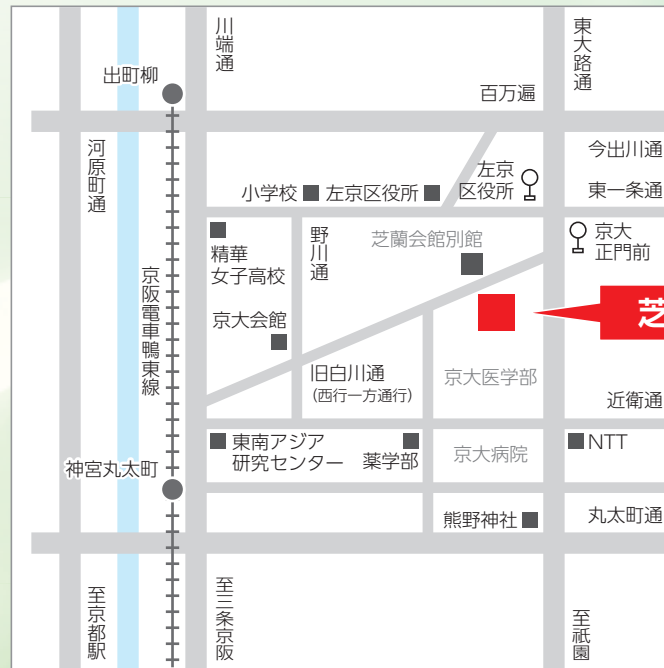 川端通
東大路通
出町柳
百万遍
河原町通
今出川通
左京
区役所
小学校
左京区役所
東一条通
野川通
芝蘭会館別館
京大
正門前
精華
女子高校
京阪電車鴨東線
芝
京大会館
旧白川通
(西行一方通行)
京大医学部
近衛通
東南アジア
研究センター
薬学部
京大病院
NTT
神宮丸太町
熊野神社
丸太町通
至京都駅
至三条京阪
至祇園